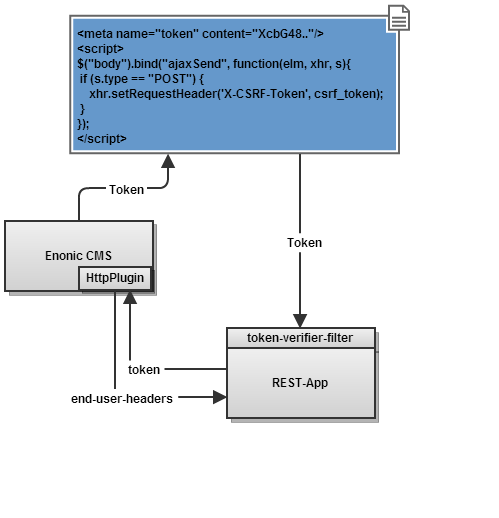 <meta name="token" content="XcbG48.."/>
<script>
$("body").bind("ajaxSend", function(elm, xhr, s){
if (s.type == "POST") {
xhr.setRequestHeader('X-CSRF-Token', csrf_token);
}
});
</script>
Token
Token
Enonic CMS
HttpPlugin
token-verifier-filter
token
REST-App
end-user-headers